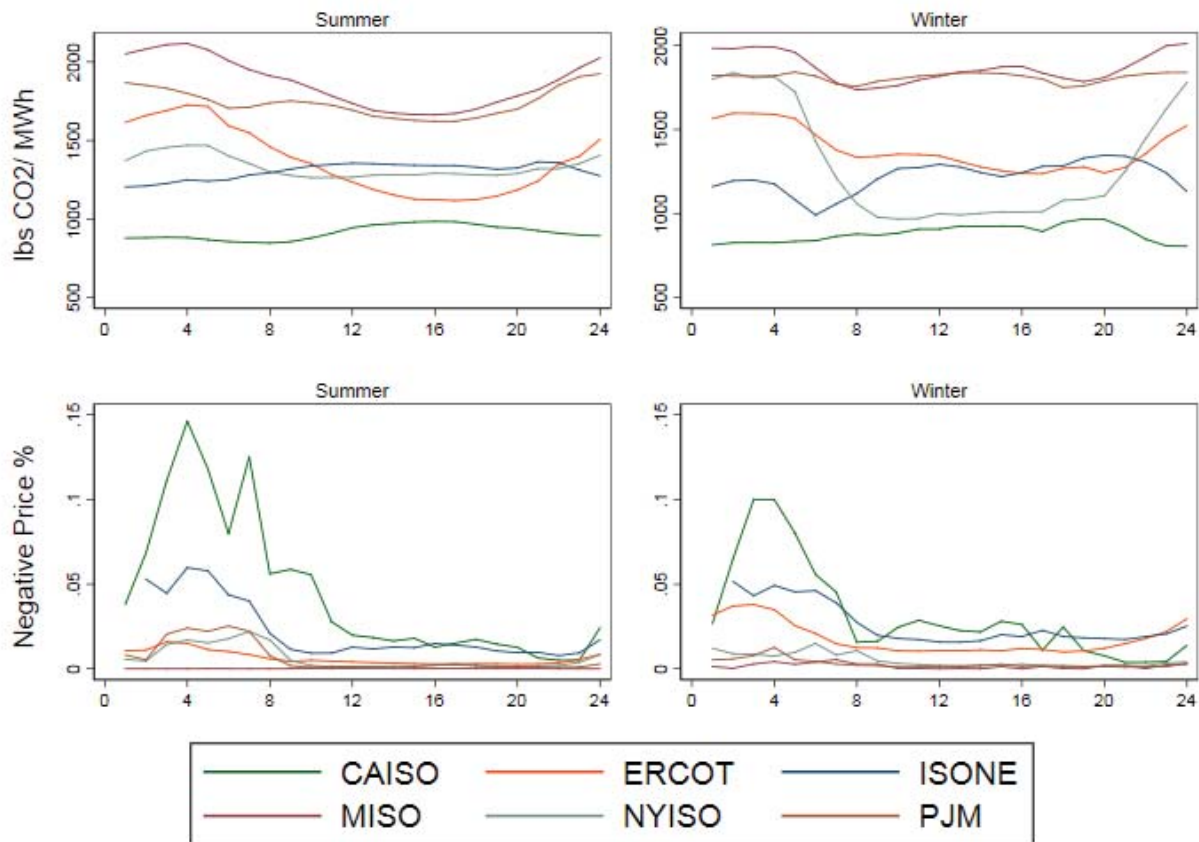 Summer Winter
lbs CO2/ MWh
2000 2000
1500 1500
1000 1000
500 500
0 4 8 12 16 20 24 0 4 8 12 16 20 24
Summer Winter
Negative Price %
.15 .15
.1 .1
.05 .05
0 0
0 4 8 12 16 20 24 0 4 8 12 16 20 24
CAISO ERCOT ISONE
MISO NYISO PJM